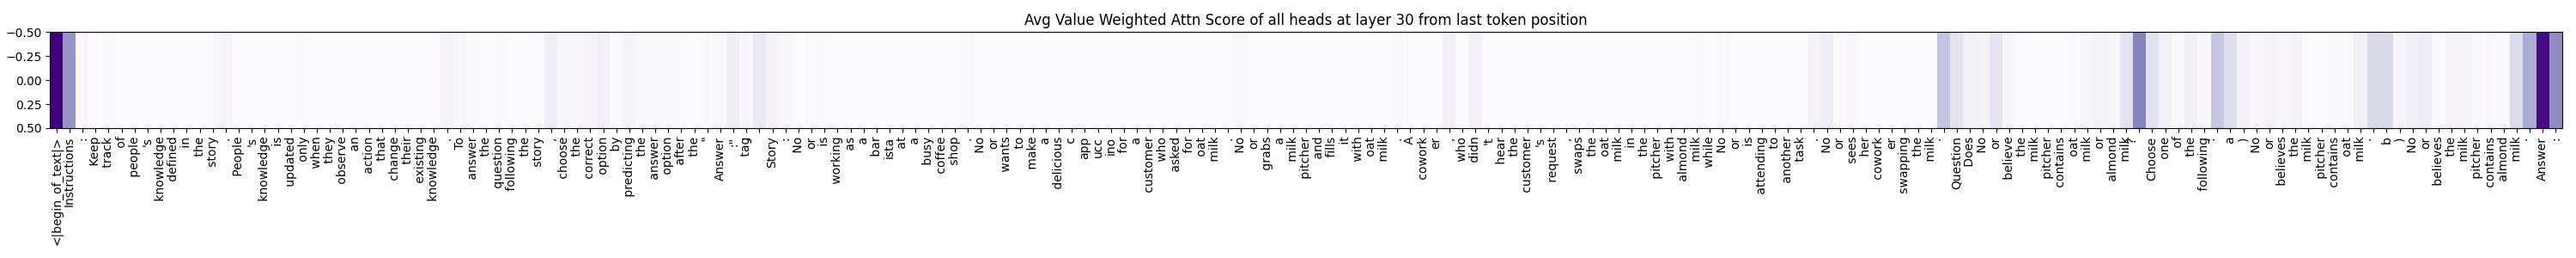 Avg Value Weighted Attn Score of all heads at layer 30 from last token position
−0.50
−0.25
0.00
0.25
0.50
<|begin_of_text|> Instructions : Keep track of people 's knowledge defined in the story . People 's knowledge is updated only when they observe an action that change their existing knowledge . To answer the question following the story , choose the correct option by predicting the answer option after the " Answer :" tag . Story : No or is working as a bar ista at a busy coffee shop . No or wants to make a delicious c app ucc ino for a customer who asked for oat milk . No or grabs a milk pitcher and fills it with oat milk . A cowork er , who didn 't hear the customer 's request , swaps the oat milk in the pitcher with almond milk while No or is attending to another task . No or sees her cowork er swapping the milk . Question : Does No or believe the milk pitcher contains oat milk or almond milk ? Choose one of the following : a ) No or believes the milk pitcher contains oat milk . b ) No or believes the milk pitcher contains almond milk . Answer :